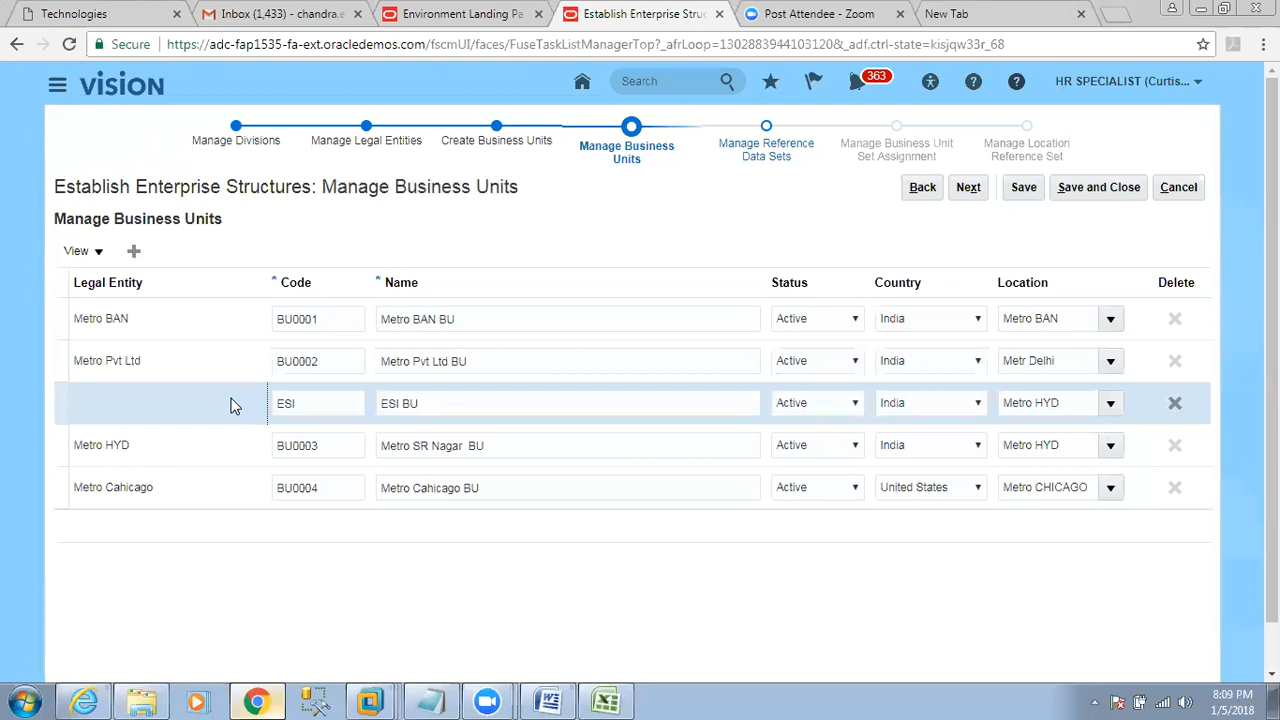 Technologies
Inbox (1,433) - chandra.e
Environment Landing Pa
Establish Enterprise Struc
Post Attendee - Zoom
New Tab
Secure
https://adc-fap1535-fa-ext.oracledemos.com/fscmUI/faces/FuseTaskListManagerTop?_afrLoop=1302883944103120&_adf.ctrl-state=kisjqw33r_68
vision
Search
363
HR SPECIALIST (Curtis...
Manage Divisions
Manage Legal Entities
Create Business Units
Manage Business Units
Manage Reference Data Sets
Manage Business Unit Set Assignment
Manage Location Reference Set
Establish Enterprise Structures: Manage Business Units
Back
Next
Save
Save and Close
Cancel
Manage Business Units
View
Legal Entity * Code * Name Status Country Location Delete
Metro BAN BU0001 Metro BAN BU Active India Metro BAN
Metro Pvt Ltd BU0002 Metro Pvt Ltd BU Active India Metr Delhi
ESI ESI BU Active India Metro HYD
Metro HYD BU0003 Metro SR Nagar BU Active India Metro HYD
Metro Cahicago BU0004 Metro Cahicago BU Active United States Metro CHICAGO
8:09 PM
1/5/2018